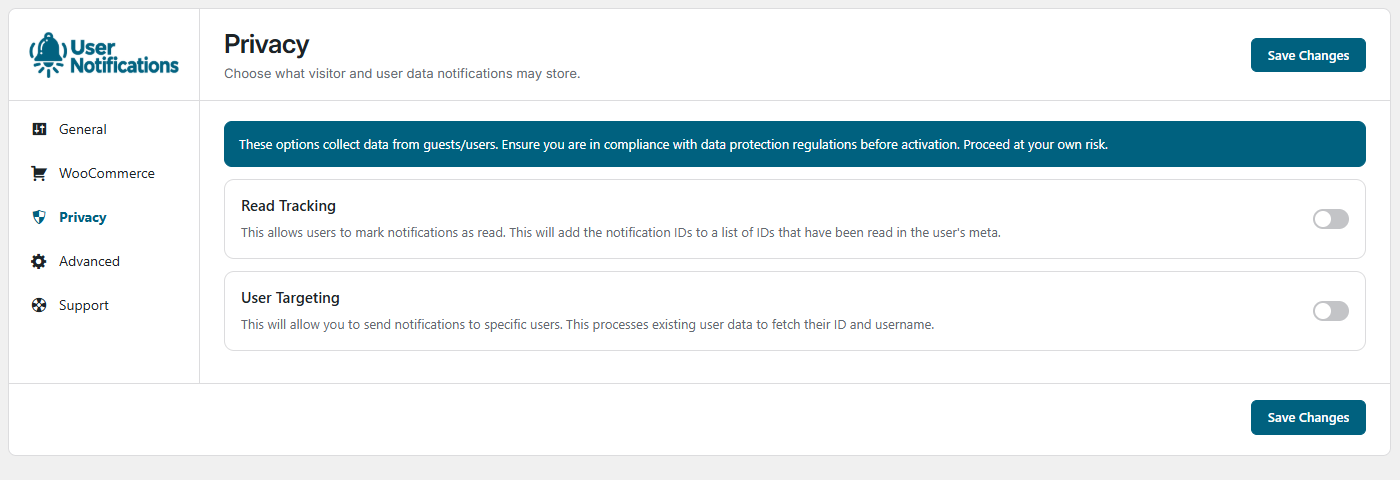 User
Notifications
Privacy
Choose what visitor and user data notifications may store.
Save Changes
General
WooCommerce
Privacy
Advanced
Support
These options collect data from guests/users. Ensure you are in compliance with data protection regulations before activation. Proceed at your own risk.
Read Tracking
This allows users to mark notifications as read. This will add the notification IDs to a list of IDs that have been read in the user's meta.
User Targeting
This will allow you to send notifications to specific users. This processes existing user data to fetch their ID and username.
Save Changes